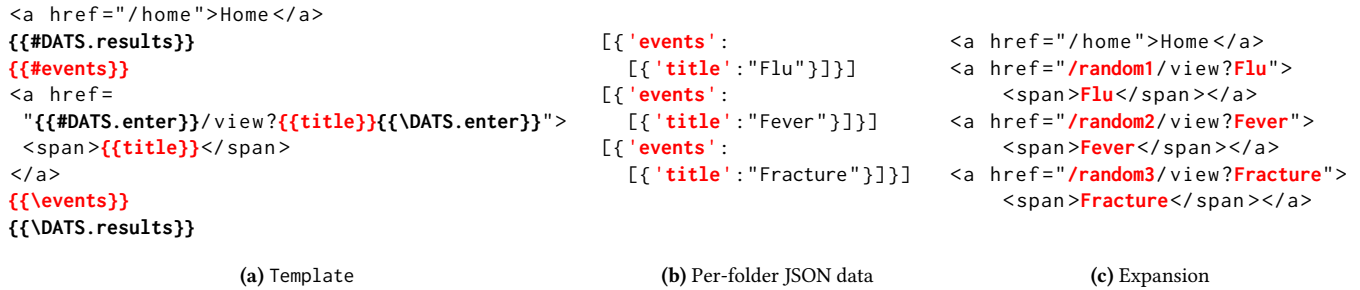 <a href="/home">Home</a>
{{#DATS.results}}
{{#events}}
<a href=
"{{#DATS.enter}}/view?{{title}}{{\DATS.enter}}">
<span>{{title}}</span>
</a>
{{\events}}
{{\DATS.results}}
(a) Template
[{'events':
[{'title':"Flu"}]}]
[{'events':
[{'title':"Fever"}]}]
[{'events':
[{'title':"Fracture"}]}]
(b) Per-folder JSON data
<a href="/home">Home</a>
<a href="/random1/view?Flu">
<span>Flu</span></a>
<a href="/random2/view?Fever">
<span>Fever</span></a>
<a href="/random3/view?Fracture">
<span>Fracture</span></a>
(c) Expansion